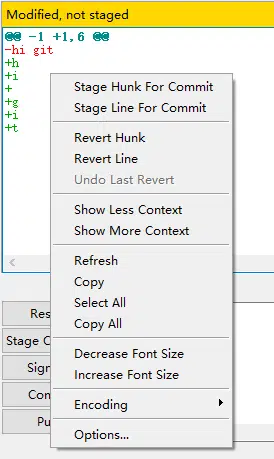 Modified, not staged
@@ -1 +1,6 @@
-hi git
+h
+i
+
+g
+i
+t
Stage Hunk For Commit
Stage Line For Commit
Revert Hunk
Revert Line
Undo Last Revert
Show Less Context
Show More Context
Refresh
Copy
Select All
Copy All
Decrease Font Size
Increase Font Size
Encoding
Options...
Res
Stage C
Sign
Com
Pu